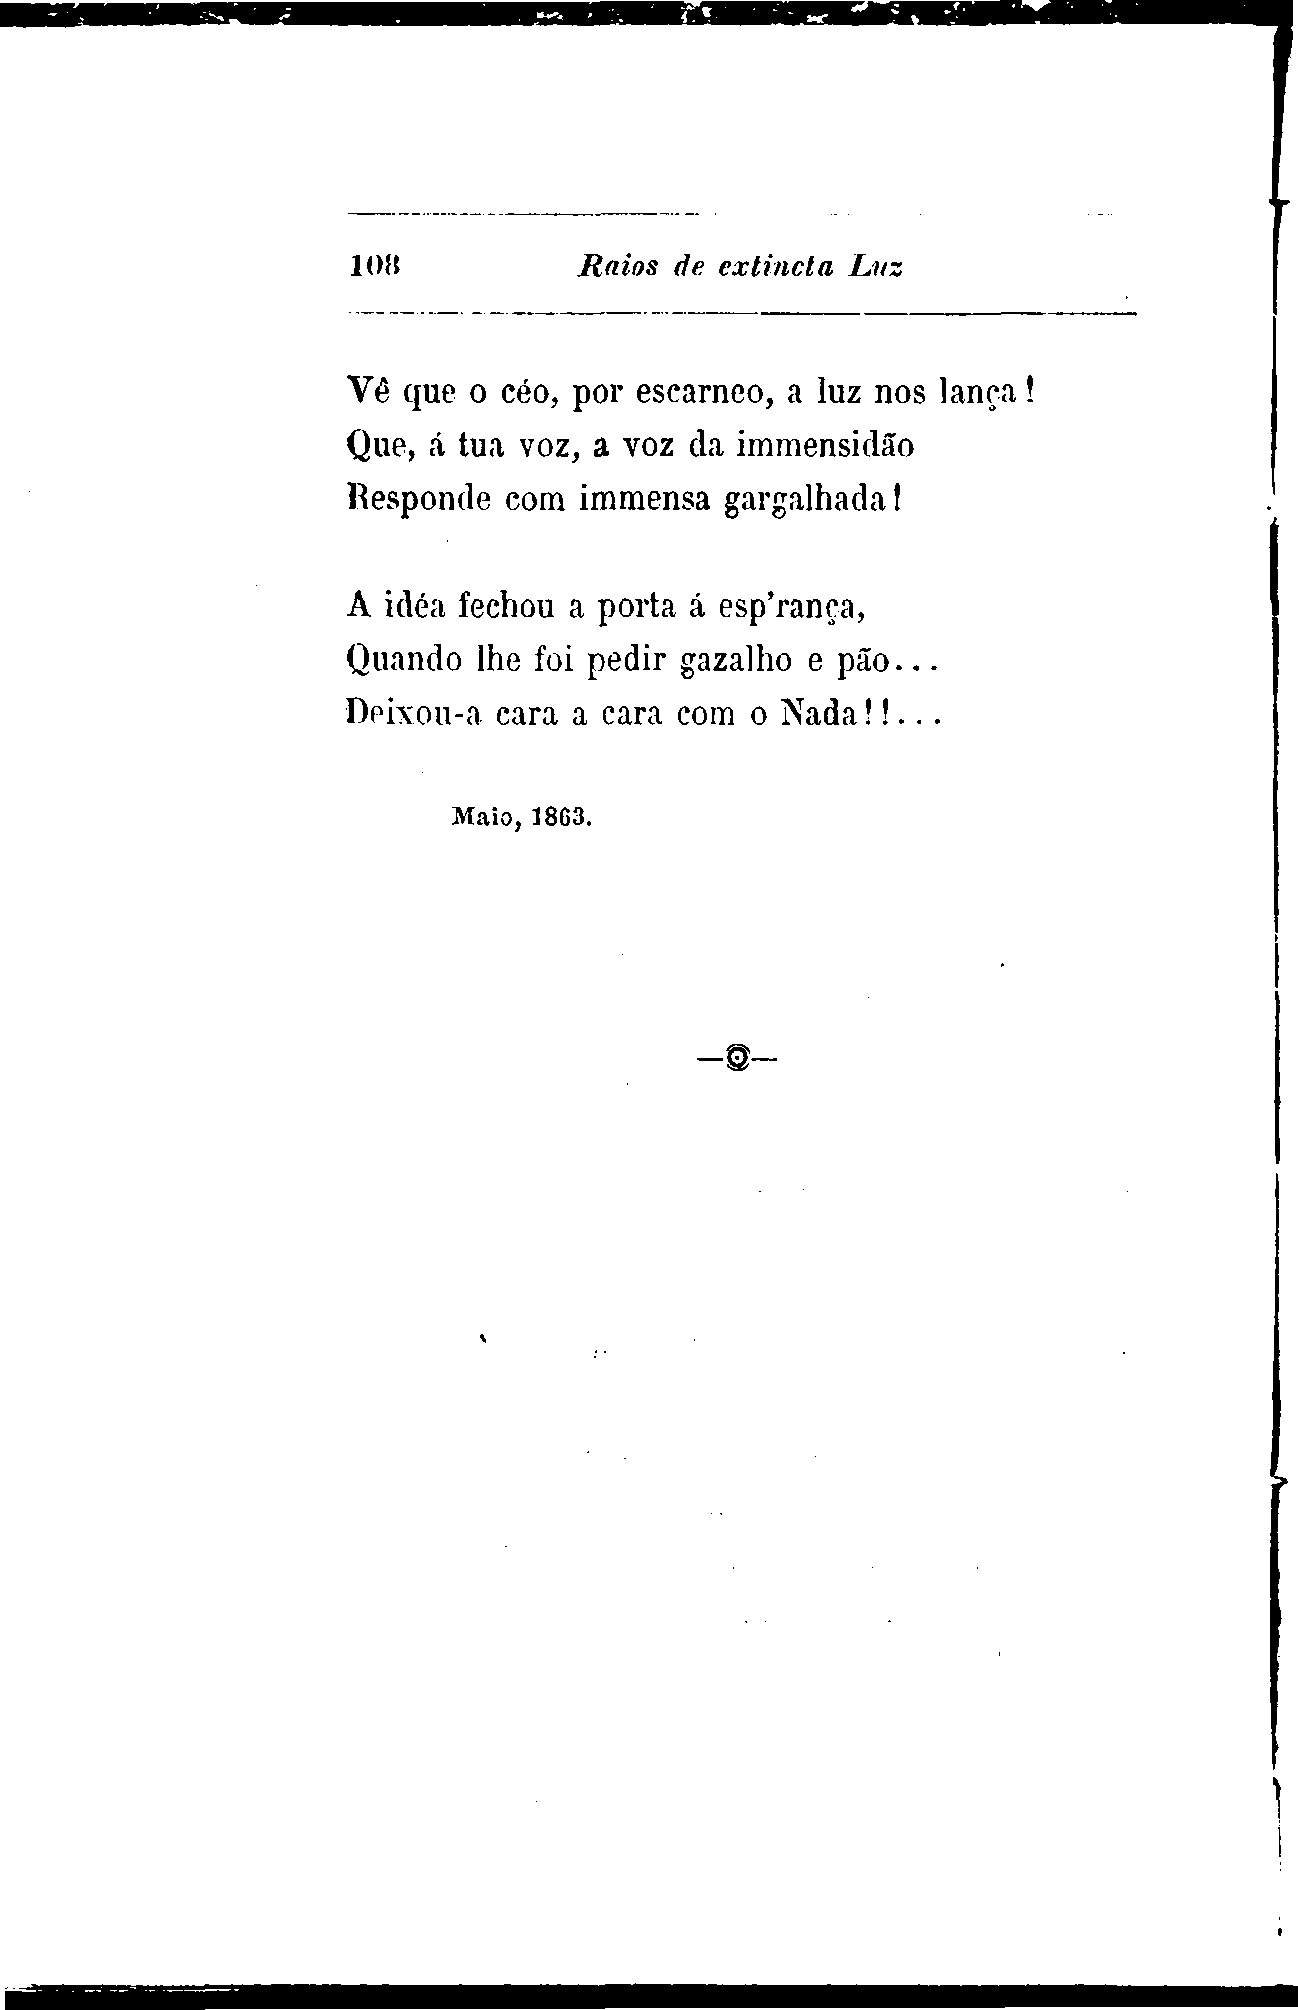 108 Raios de extincta Luz
Vê que o céo, por escarneo, a luz nos lança!
Que, á tua voz, a voz da immensidão
Responde com immensa gargalhada!
A idéa fechou a porta á esp'rança,
Quando lhe foi pedir gazalho e pão...
Deixou-a cara a cara com o Nada!!...
Maio, 1863.